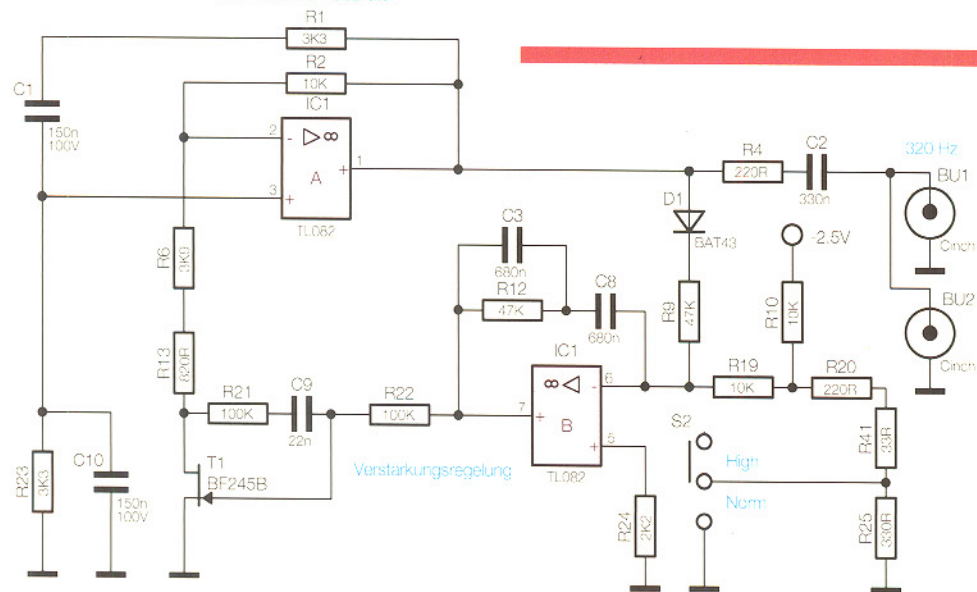 R1
3K3
R2
10K
C1
150n
100V
IC1
2
-
∞
A
+
1
3
+
TL082
R4
220R
C2
330n
320 Hz
BU1
Cinch
D1
BAT43
-2.5V
C3
680n
R12
47K
C8
680n
R6
3K9
R9
47K
R10
10K
BU2
Cinch
R13
820R
IC1
∞
6
-
7
+
B
5
+
TL082
R19
10K
R20
220R
R21
100K
C9
22n
R22
100K
S2
R41
33R
High
Norm
T1
BF245B
Verstärkungsregelung
R23
3K3
C10
150n
100V
R24
2K2
R25
330R